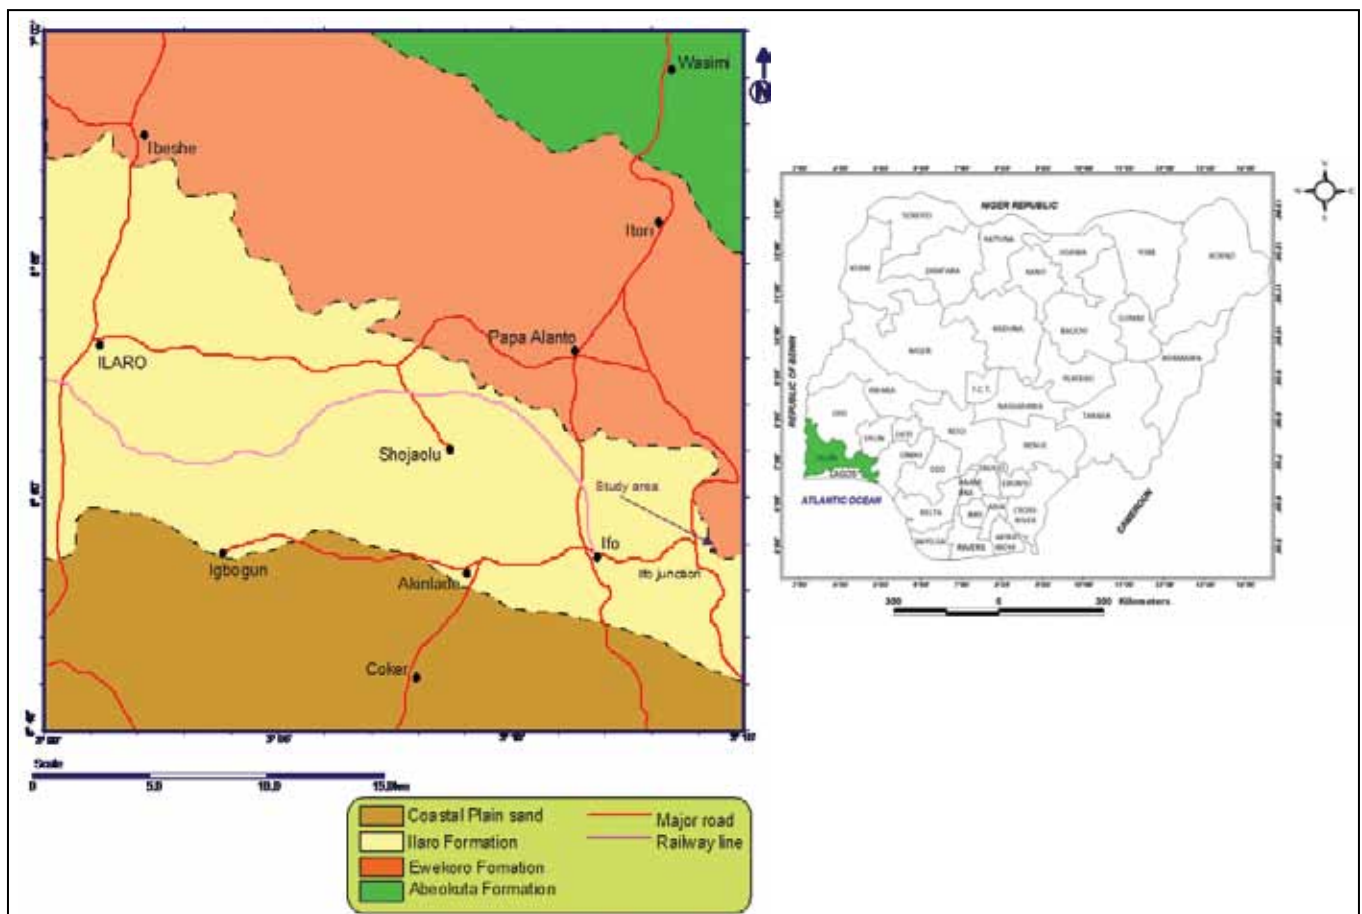 Wasimi
Ibeshe
Itori
Papa Alanto
ILARO
Shojaolu
Study area
Ifo
Igbogun
Akinlade
Ifo junction
Coker
Scale
0 5.0 10.0 15.0km
Coastal Plain sand
Ilaro Formation
Ewekoro Fomation
Abeokuta Formation
Major road
Railway line
N
NIGER REPUBLIC
SOKOTO
KATSINA
JIGAWA
YOBE
BORNO
KEBBI
ZAMFARA
KANO
GOMBE
KADUNA
BAUCHI
NIGER
ADAMAWA
REPUBLIC OF BENIN
PLATEAU
KWARA
F.C.T.
NASSARAWA
TARABA
OYO
KOGI
BENUE
EKITI
OSUN
OGUN
ONDO
EDO
LAGOS
ENUGU
EBONYI
ANAMBRA
ATLANTIC OCEAN
DELTA
IMO
ABIA
CROSS
RIVER
CAMEROON
BAYELSA
RIVERS
AKWA
IBOM
300 0 300 Kilometers